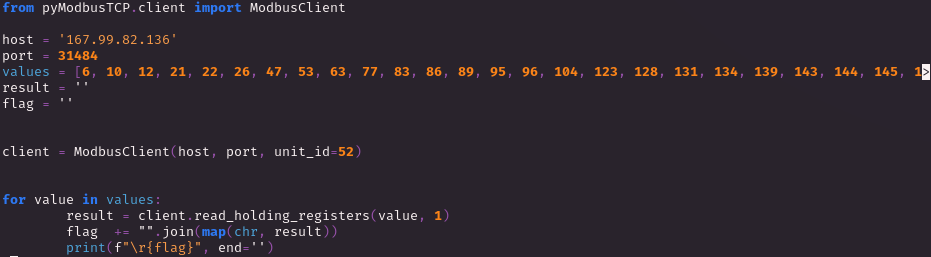 from pyModbusTCP.client import ModbusClient
host = '167.99.82.136'
port = 31484
values = [6, 10, 12, 21, 22, 26, 47, 53, 63, 77, 83, 86, 89, 95, 96, 104, 123, 128, 131, 134, 139, 143, 144, 145, 1>
result = ''
flag = ''
client = ModbusClient(host, port, unit_id=52)
for value in values:
        result = client.read_holding_registers(value, 1)
        flag  += "".join(map(chr, result))
        print(f"\r{flag}", end='')